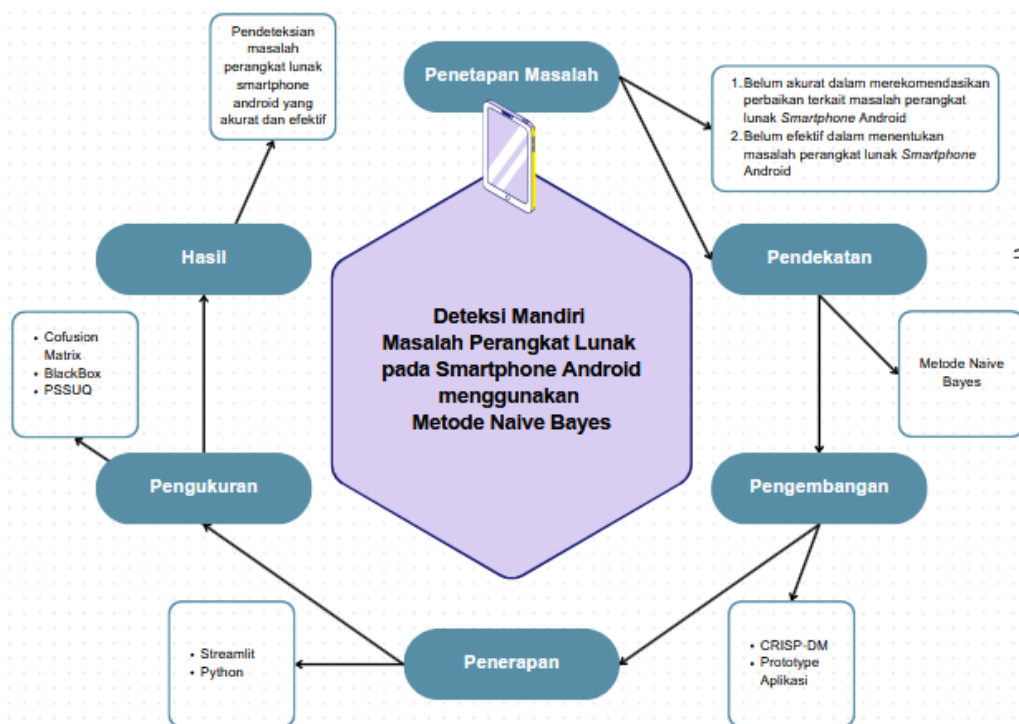 Penetapan Masalah
1. Belum akurat dalam merekomendasikan
perbaikan terkait masalah perangkat
lunak Smartphone Android
2. Belum efektif dalam menentukan
masalah perangkat lunak Smartphone
Android
Pendekatan
Metode Naive
Bayes
Pengembangan
• CRISP-DM
• Prototype
Aplikasi
Penerapan
• Streamlit
• Python
Pengukuran
• Cofusion
Matrix
• BlackBox
• PSSUQ
Hasil
Pendeteksian
masalah
perangkat lunak
smartphone
android yang
akurat dan efektif
Deteksi Mandiri
Masalah Perangkat Lunak
pada Smartphone Android
menggunakan
Metode Naive Bayes